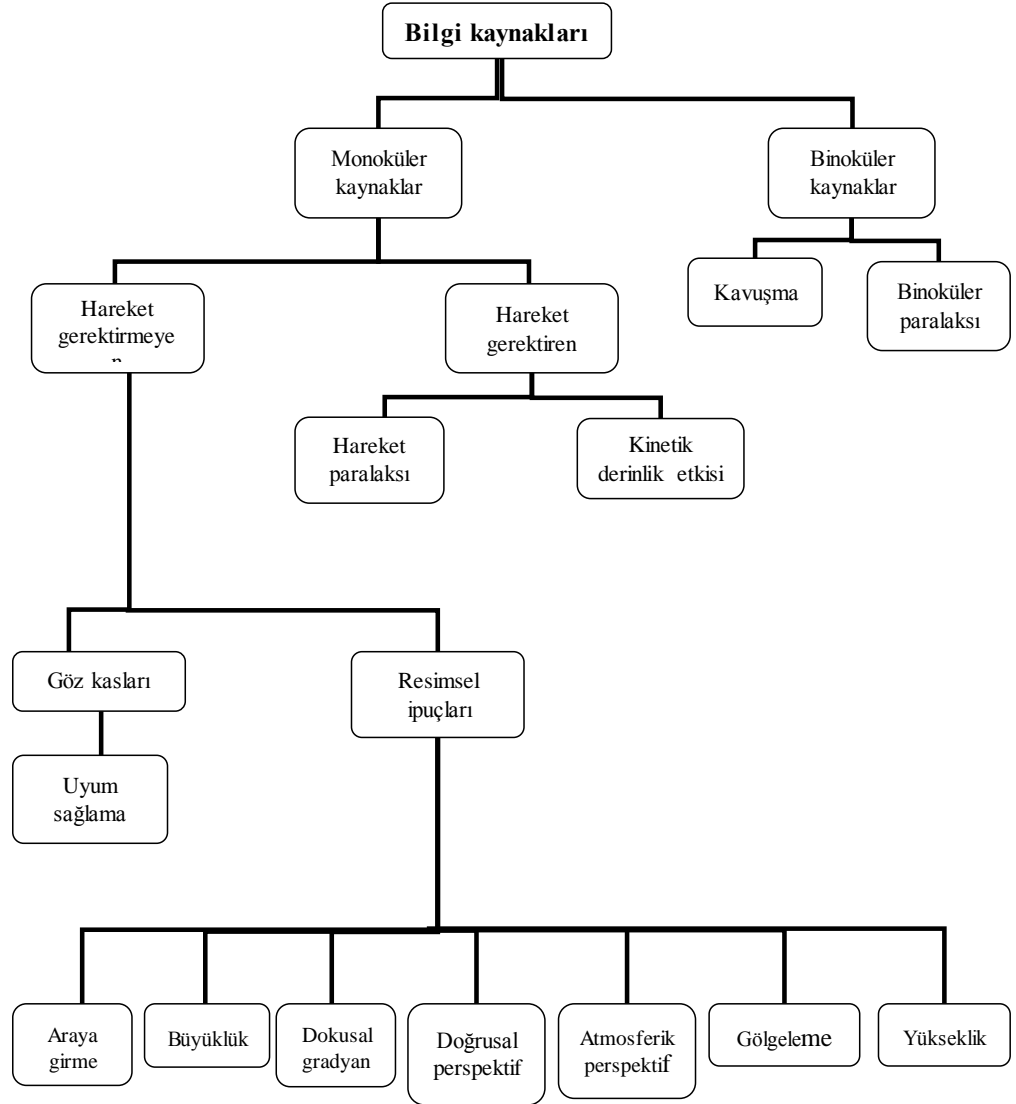 Bilgi kaynakları
Monoküler
kaynaklar
Binoküler
kaynaklar
Hareket
gerektirmeye
n
Hareket
gerektiren
Kavuşma
Binoküler
paralaksı
Hareket
paralaksı
Kinetik
derinlik etkisi
Göz kasları
Resimsel
ipuçları
Uyum
sağlama
Araya
girme
Büyüklük
Dokusal
gradyan
Doğrusal
perspektif
Atmosferik
perspektif
Gölgeleme
Yükseklik